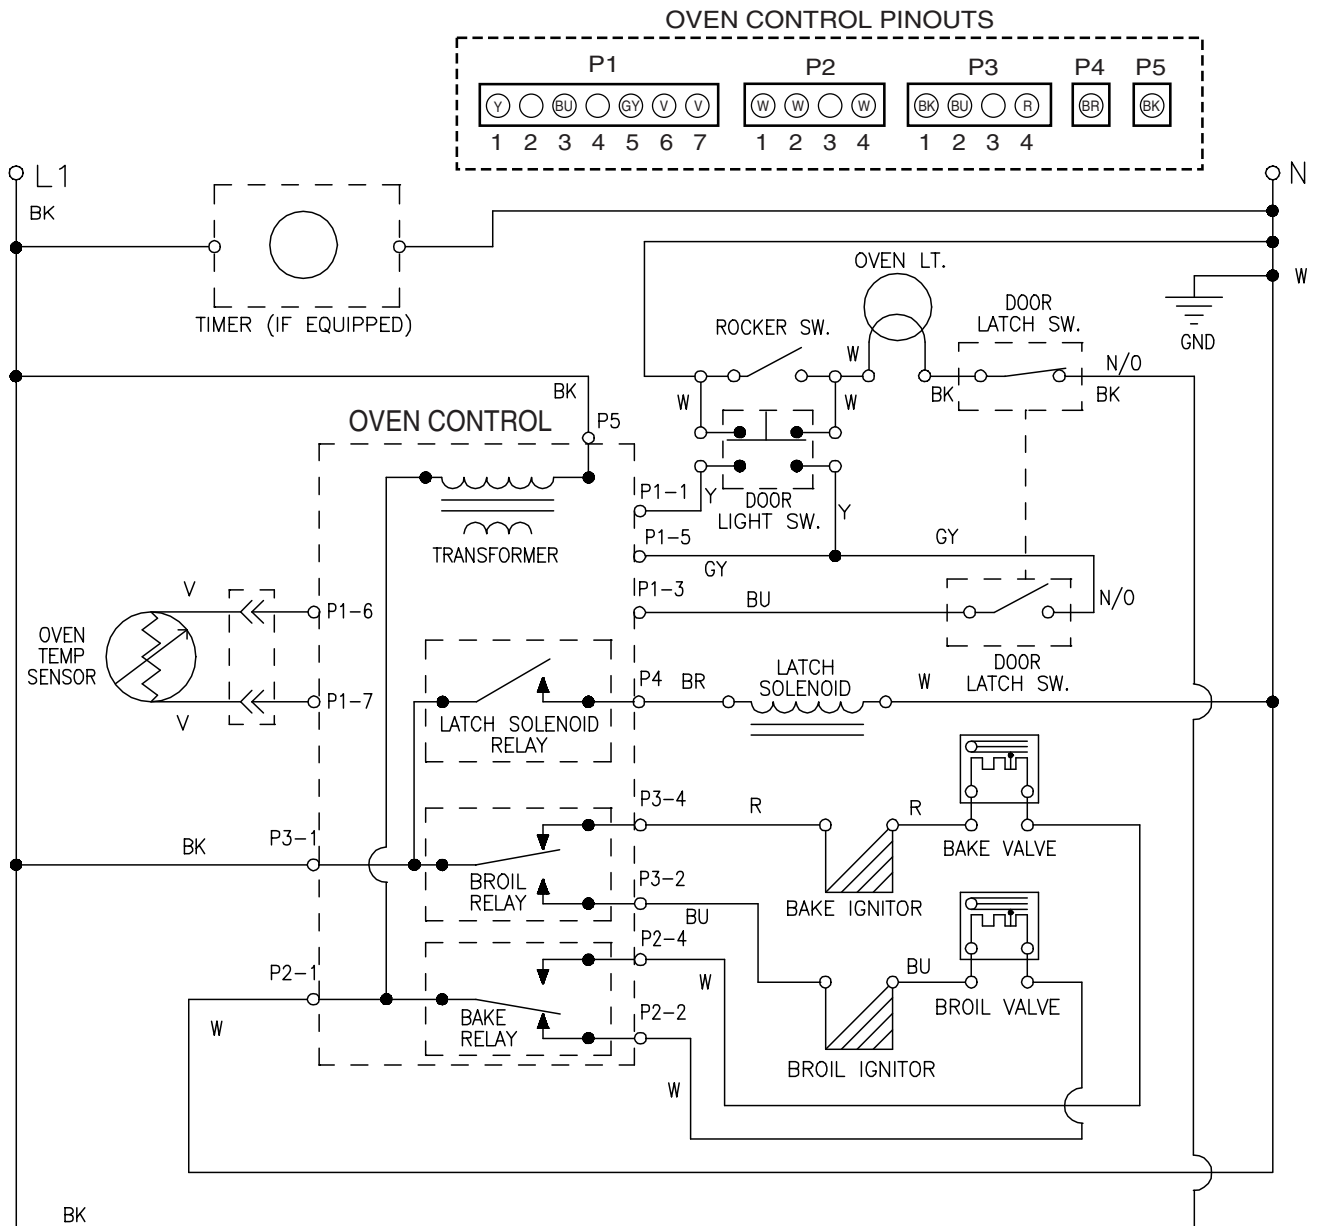 OVEN CONTROL PINOUTS
P1 P2 P3 P4 P5
Y BU GY V V W W W BK BU R BR BK
1 2 3 4 5 6 7 1 2 3 4 1 2 3 4
L1 N
BK
W
TIMER (IF EQUIPPED)
OVEN LT.
ROCKER SW.
DOOR
LATCH SW.
GND
W
N/O
BK BK
W W
BK
P5
OVEN CONTROL
TRANSFORMER
P1-1
Y
DOOR
LIGHT SW.
Y
P1-5
GY
GY
P1-3
BU
N/O
DOOR
LATCH SW.
V
P1-6
OVEN
TEMP
SENSOR
P1-7
V
LATCH SOLENOID
RELAY
P4
BR
LATCH
SOLENOID
W
P3-1
BK
P3-4
R
R
BAKE VALVE
BAKE IGNITOR
BROIL
RELAY
P3-2
BU
P2-4
W
BU
BROIL VALVE
BROIL IGNITOR
P2-1
W
BAKE
RELAY
P2-2
W
BK